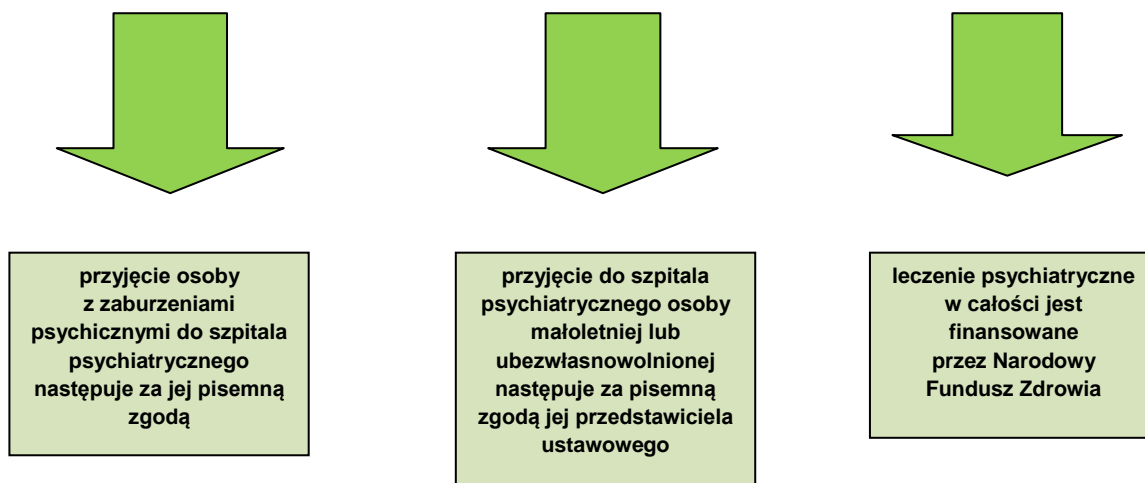 przyjęcie osoby
z zaburzeniami
psychicznymi do szpitala
psychiatrycznego
następuje za jej pisemną
zgodą
przyjęcie do szpitala
psychiatrycznego osoby
małoletniej lub
ubezwłasnowolnionej
następuje za pisemną
zgodą jej przedstawiciela
ustawowego
leczenie psychiatryczne
w całości jest
finansowane
przez Narodowy
Fundusz Zdrowia